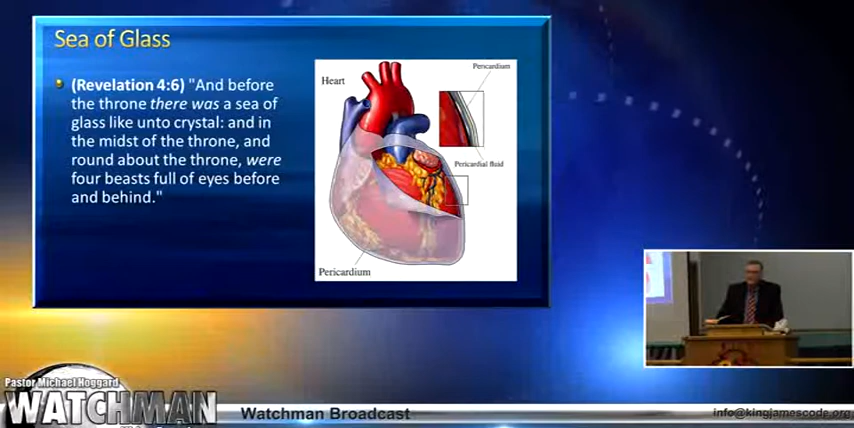 Sea of Glass
(Revelation 4:6) "And before
the throne there was a sea of
glass like unto crystal: and in
the midst of the throne, and
round about the throne, were
four beasts full of eyes before
and behind."
Heart
Pericardium
Pericardial fluid
Pericardium
Pastor Michael Hoggard
WATCHMAN
Watchman Broadcast
info@kingjamescode.org